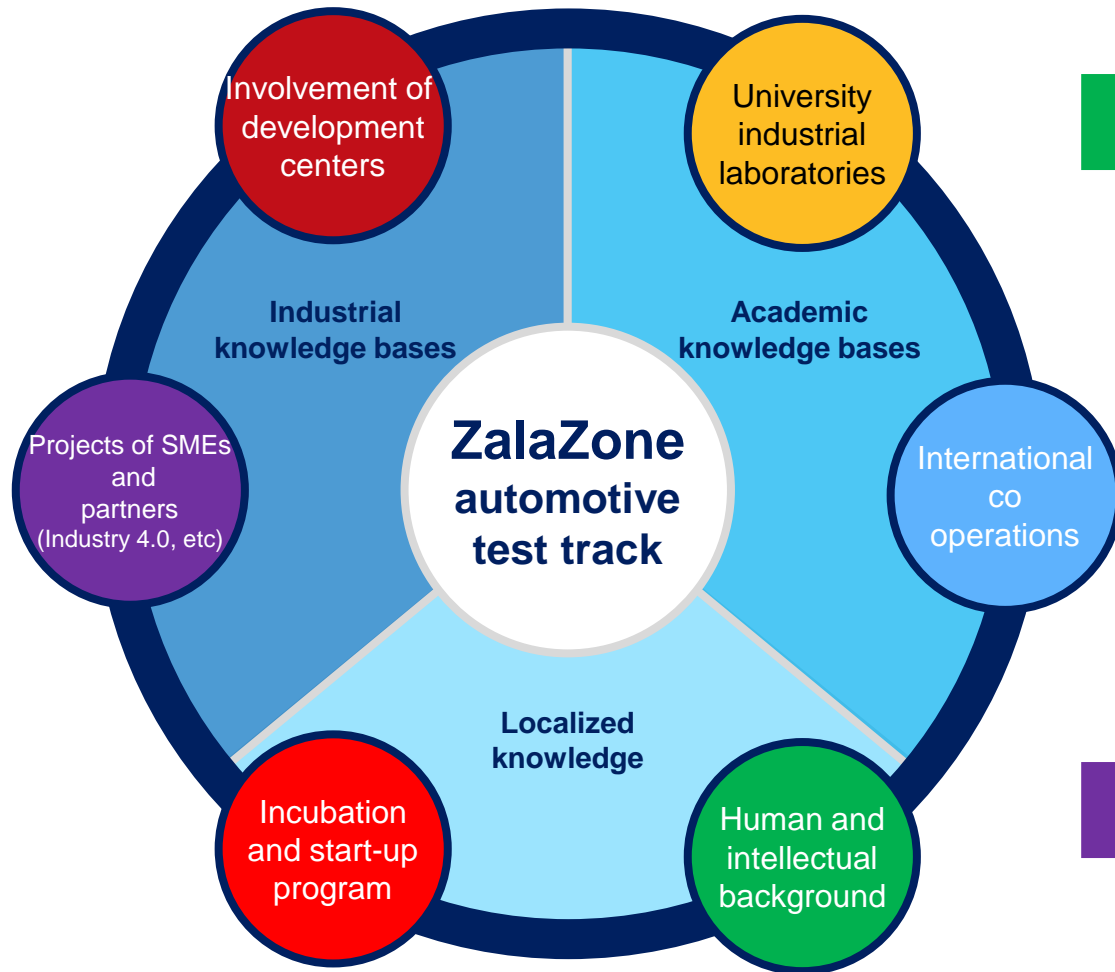 Involvement of
development
centers
University
industrial
laboratories
Industrial
knowledge bases
Academic
knowledge bases
ZalaZone
automotive
test track
Projects of SMEs
and
partners
(Industry 4.0, etc)
International
co
operations
Localized
knowledge
Incubation
and start-up
program
Human and
intellectual
background